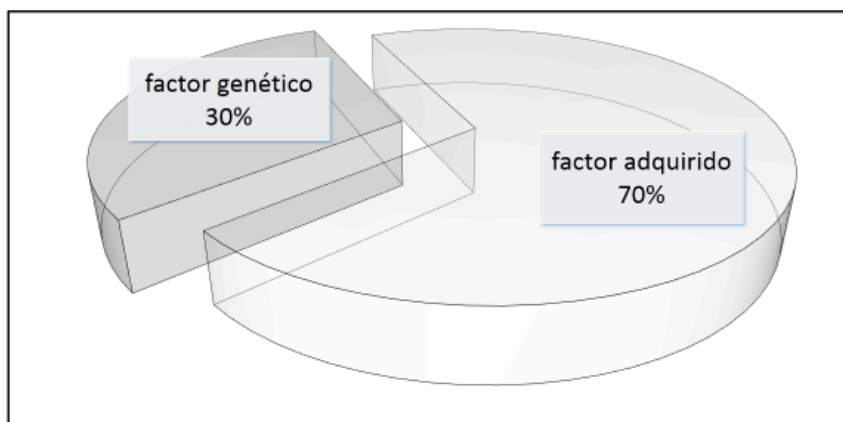 factor genético
30%
factor adquirido
70%